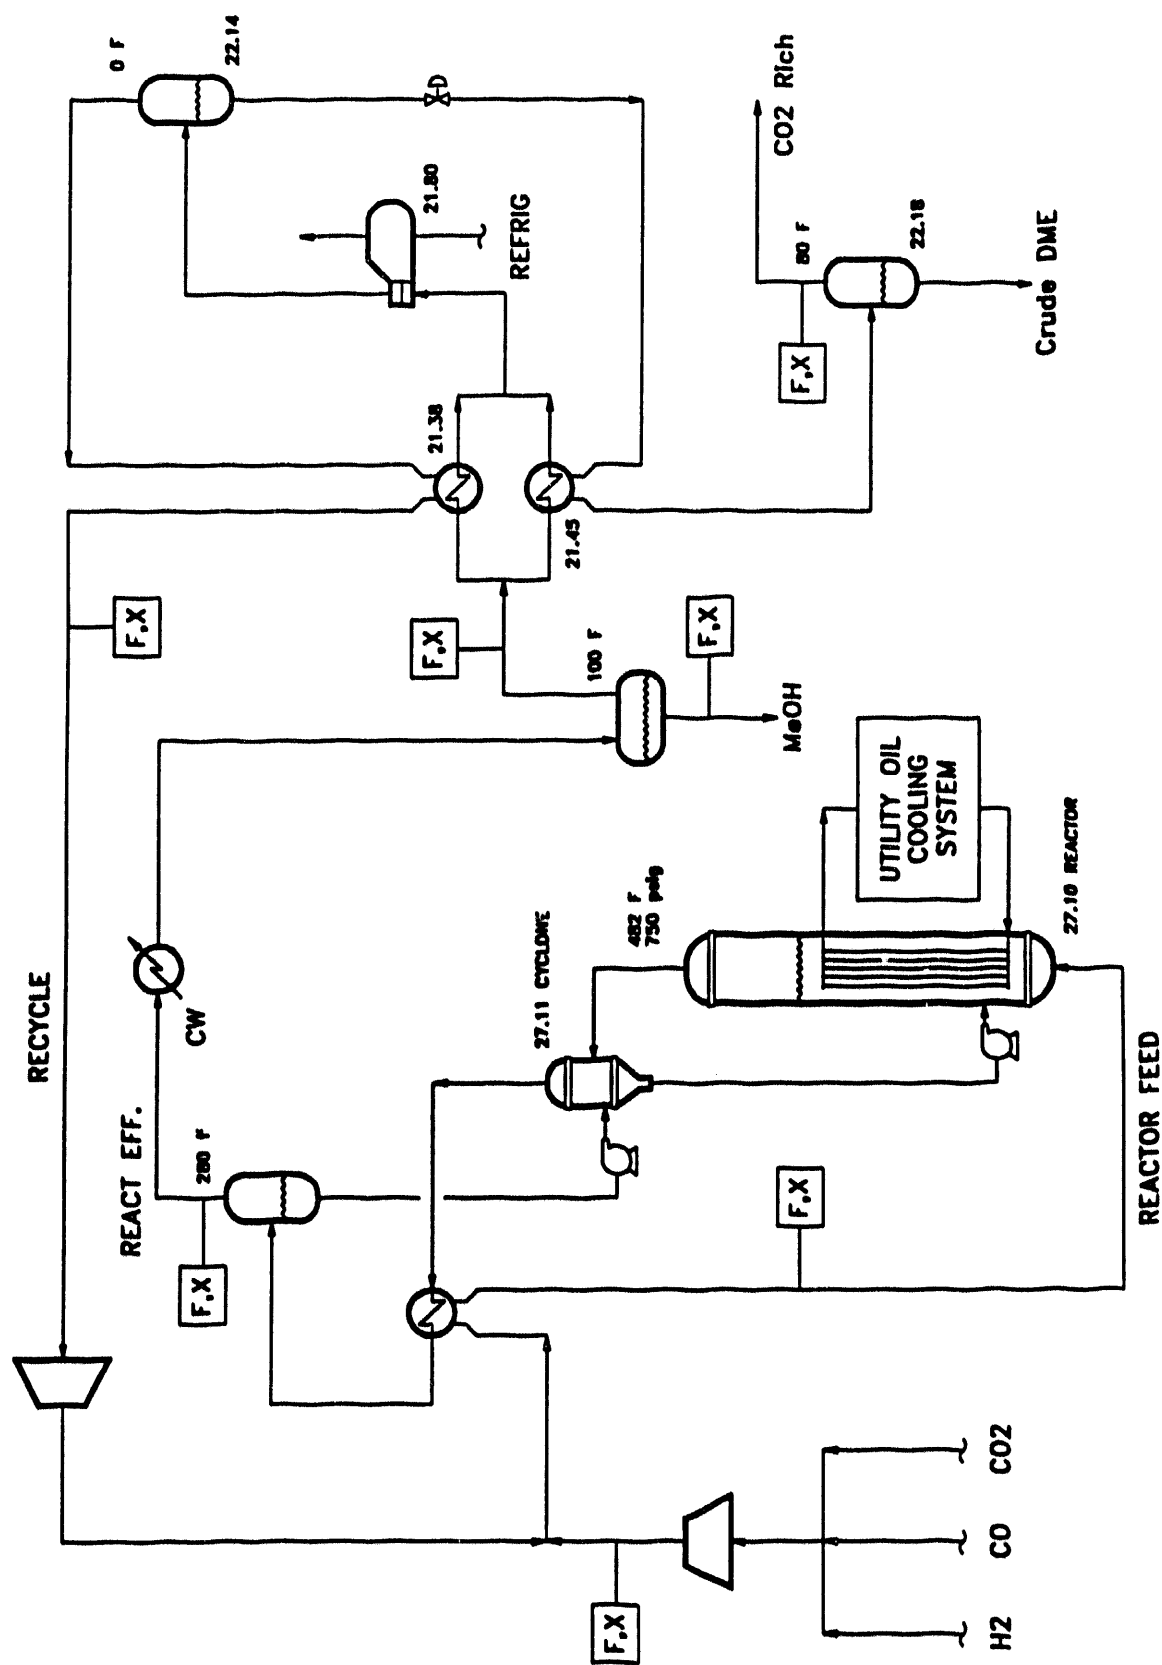 RECYCLE
F,X
0 F
22.14
REACT EFF.
CW
280 F
F,X
21.80
REFRIG
21.38
21.45
F,X
100 F
F,X
MeOH
CO2 Rich
80 F
F,X
22.18
Crude DME
27.11 CYCLONE
482 F
750 psig
UTILITY OIL
COOLING
SYSTEM
27.10 REACTOR
F,X
REACTOR FEED
F,X
H2
CO
CO2